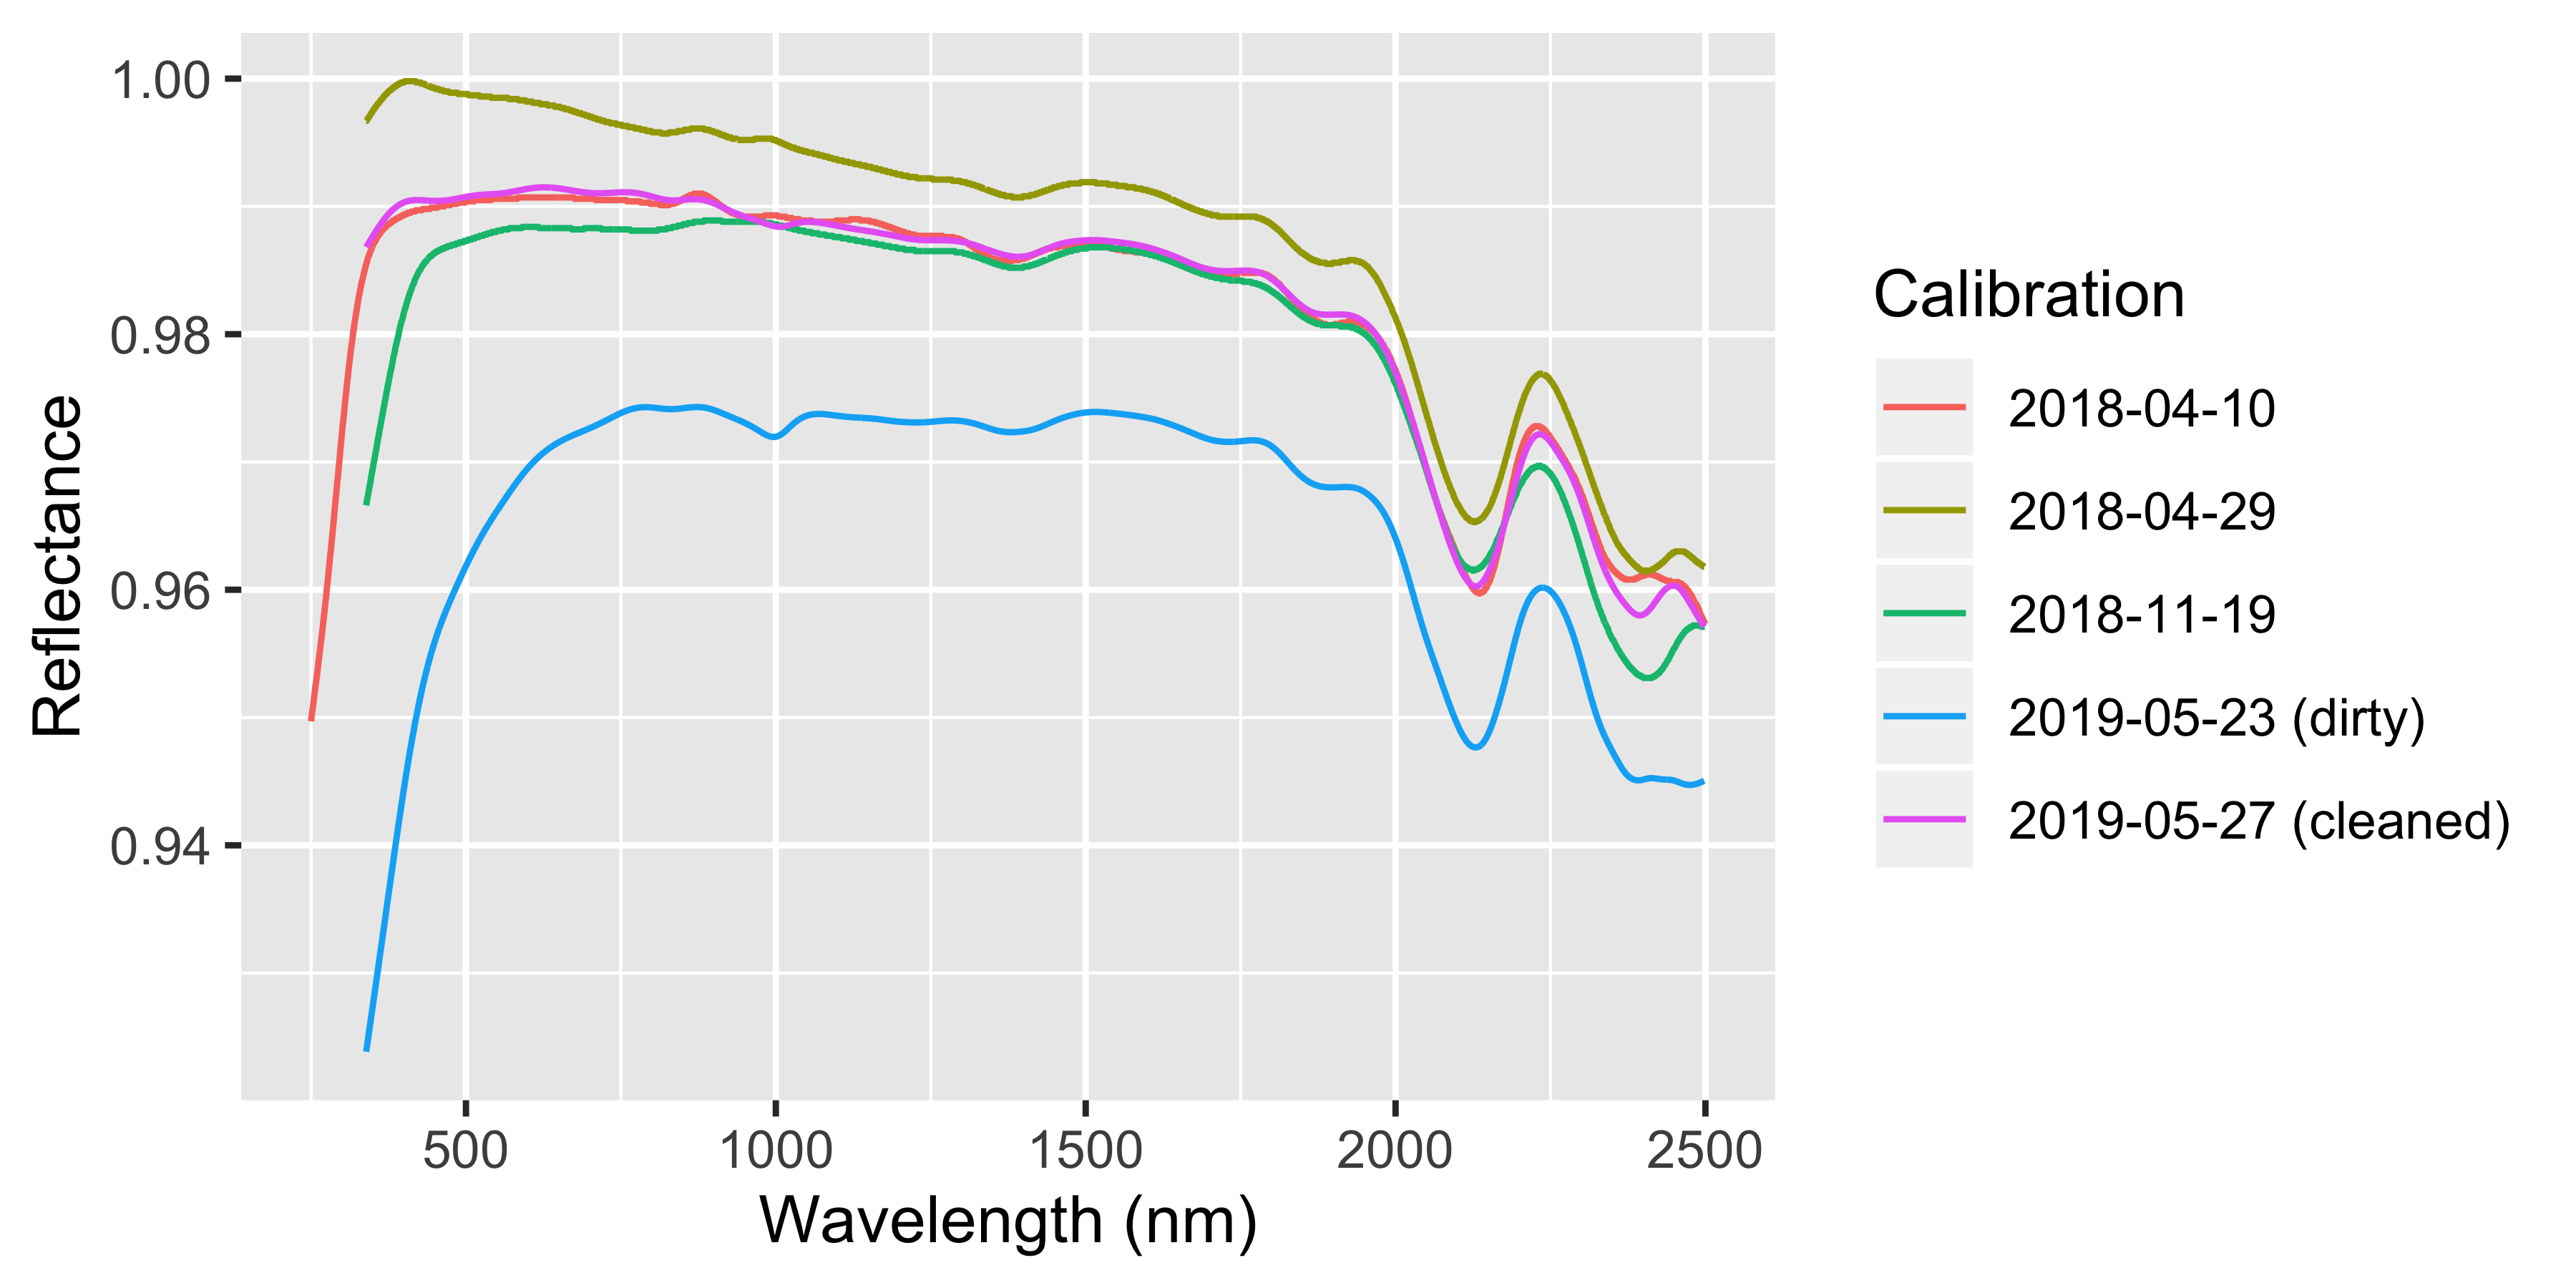 1.00
0.98
0.96
0.94
Reflectance
500
1000
1500
2000
2500
Wavelength (nm)
Calibration
2018-04-10
2018-04-29
2018-11-19
2019-05-23 (dirty)
2019-05-27 (cleaned)